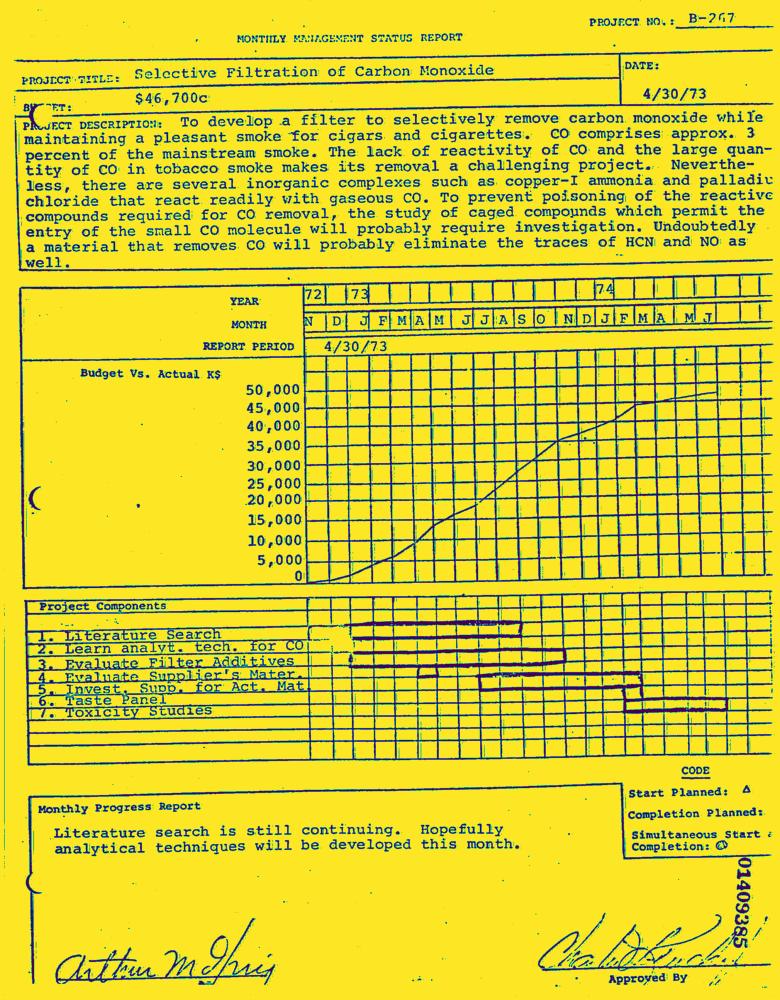 PROJECT NO.: B-267
MONTHLY MANAGEMENT STATUS REPORT
PROJECT TITLE: Selective Filtration of Carbon Monoxide
DATE:
4/30/73
$46,700c
PROJECT DESCRIPTION: To develop a filter to selectively remove carbon monoxide while
maintaining a pleasant smoke for cigars and cigarettes. CO comprises approx. 3
percent of the mainstream smoke. The lack of reactivity of CO and the large quan-
tity of CO in tobacco smoke makes its removal a challenging project. Neverthe-
less, there are several inorganic complexes such as copper-I ammonia and palladiu
chloride that react readily with gaseous CO. To prevent poisoning of the reactive
compounds required for CO removal, the study of caged compounds which permit the
entry of the small CO molecule will probably require investigation. Undoubtedly
a material that removes CO will probably eliminate the traces of HCN and NO as
well.
YEAR 72 73 74
MONTH N D J F M A M J J A S O N D J F M A M J
REPORT PERIOD 4/30/73
Budget Vs. Actual K$
50,000
45,000
40,000
35,000
30,000
25,000
20,000
15,000
10,000
5,000
0
Project Components
1. Literature Search
2. Learn analyt. tech. for CO
3. Evaluate Filter Additives
4. Evaluate Supplier's Mater.
5. Invest. Supp. for Act. Mat.
6. Taste Panel
7. Toxicity Studies
CODE
Start Planned: Δ
Completion Planned:
Simultaneous Start
Completion:
Monthly Progress Report
Literature search is still continuing. Hopefully
analytical techniques will be developed this month.
01409385
Approved By